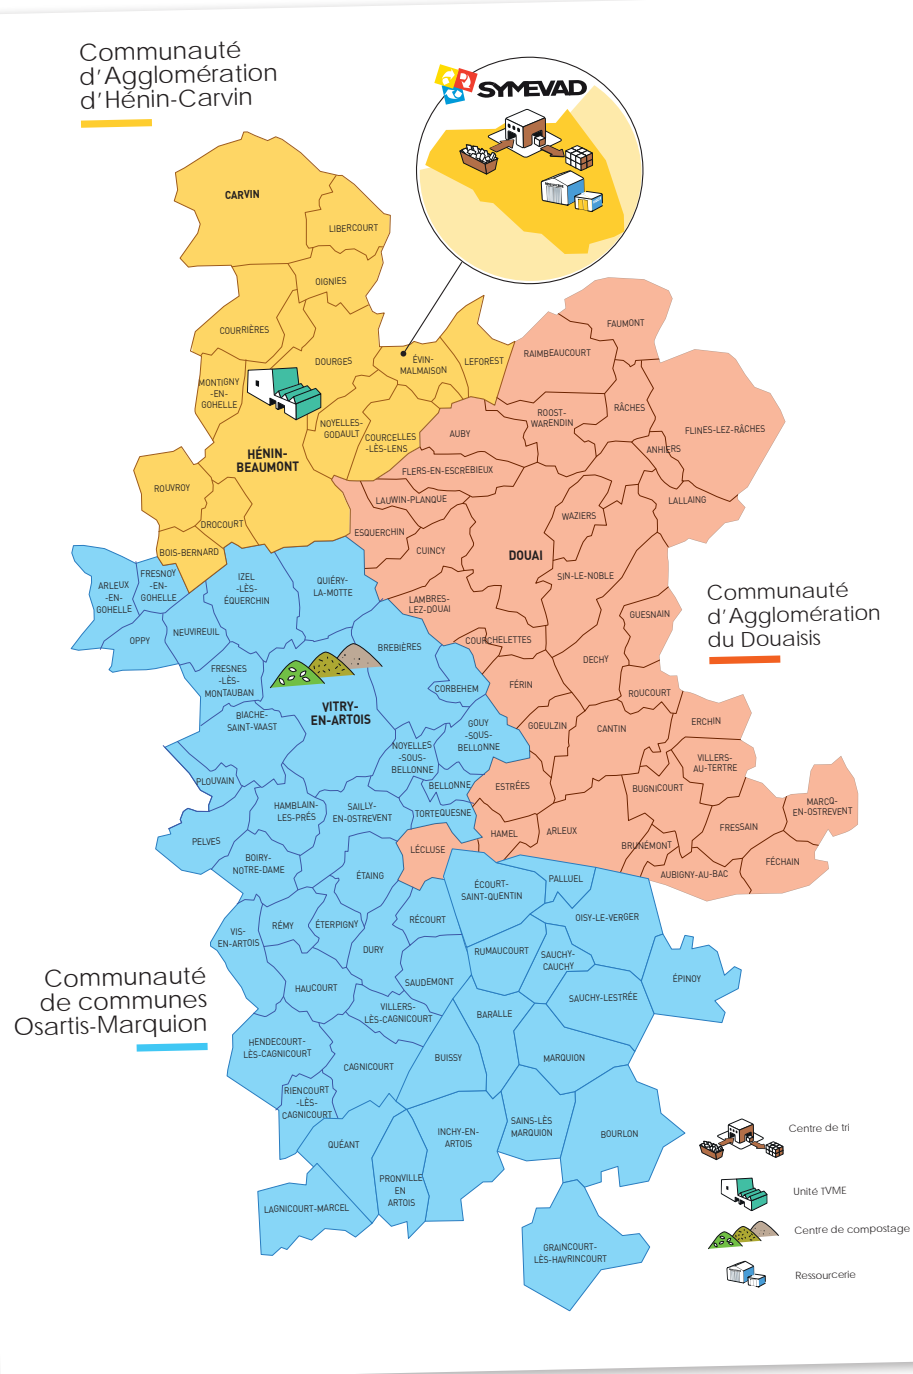 Communauté
d'Agglomération
d'Hénin-Carvin
SYMEVAD
CARVIN
LIBERCOURT
OIGNIES
COURRIÈRES
DOURGES
ÉVIN-
MALMAISON
LEFOREST
MONTIGNY
-EN-
GOHELLE
NOYELLES-
GODAULT
COURCELLES
-LÈS-LENS
HÉNIN-
BEAUMONT
ROUVROY
DROCOURT
BOIS-BERNARD
FAUMONT
RAIMBEAUCOURT
RÂCHES
ROOST-
WARENDIN
FLINES-LEZ-RÂCHES
AUBY
ANHIERS
FLERS-EN-ESCREBIEUX
LALLAING
LAUWIN-PLANQUE
WAZIERS
ESQUERCHIN
CUINCY
DOUAI
SIN-LE-NOBLE
LAMBRES-
LEZ-DOUAI
GUESNAIN
COURCHELETTES
DECHY
FÉRIN
ROUCOURT
GOEULZIN
CANTIN
ERCHIN
VILLERS-
AU-TERTRE
ESTRÉES
BUGNICOURT
MARCQ-
EN-OSTREVENT
HAMEL
ARLEUX
FRESSAIN
BRUNÉMONT
FÉCHAIN
AUBIGNY-AU-BAC
LÉCLUSE
Communauté
d'Agglomération
du Douaisis
ARLEUX
-EN-
GOHELLE
FRESNOY
-EN-
GOHELLE
IZEL
-LÈS-
ÉQUERCHIN
QUIÉRY-
LA-MOTTE
OPPY
NEUVIREUIL
BREBIÈRES
FRESNES
-LÈS-
MONTAUBAN
CORBEHEM
VITRY-
EN-ARTOIS
BIACHE-
SAINT-VAAST
GOUY
-SOUS-
BELLONNE
NOYELLES
-SOUS-
BELLONNE
PLOUVAIN
BELLONNE
HAMBLAIN-
LES-PRÉS
SAILLY-
EN-OSTREVENT
TORTEQUESNE
PELVES
BOIRY-
NOTRE-DAME
ÉTAING
ÉCOURT-
SAINT-QUENTIN
PALLUEL
VIS-
EN-ARTOIS
RÉMY
ÉTERPIGNY
RÉCOURT
OISY-LE-VERGER
DURY
RUMAUCOURT
SAUCHY-
CAUCHY
ÉPINOY
HAUCOURT
SAUDEMONT
SAUCHY-LESTRÉE
VILLERS-
LÈS-CAGNICOURT
BARALLE
HENDECOURT-
LÈS-CAGNICOURT
CAGNICOURT
BUISSY
MARQUION
RIENCOURT
-LÈS-
CAGNICOURT
QUÉANT
INCHY-EN-
ARTOIS
SAINS-LÈS
MARQUION
BOURLON
PRONVILLE
EN
ARTOIS
LAGNICOURT-MARCEL
GRAINCOURT-
LÈS-HAVRINCOURT
Communauté
de communes
Osartis-Marquion
Centre de tri
Unité TVME
Centre de compostage
Ressourcerie